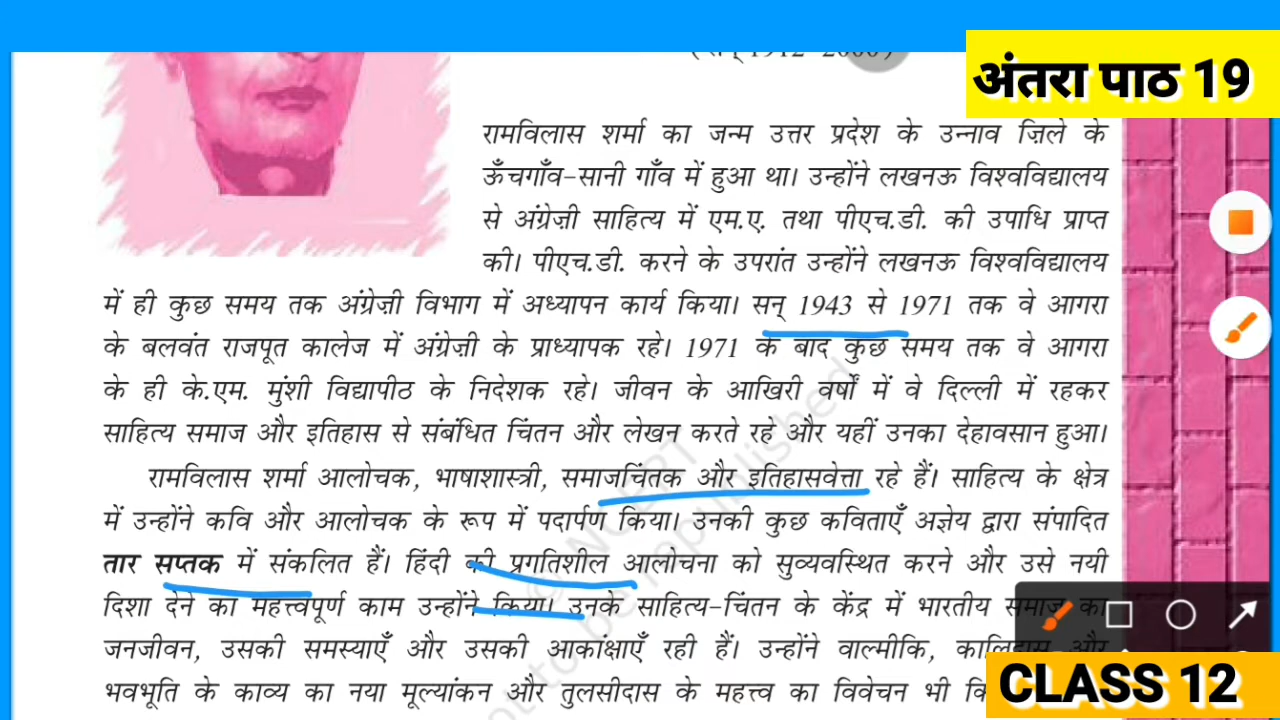 अंतरा पाठ 19
रामविलास शर्मा का जन्म उत्तर प्रदेश के उन्नाव ज़िले के
ऊँचगाँव-सानी गाँव में हुआ था। उन्होंने लखनऊ विश्वविद्यालय
से अंग्रेज़ी साहित्य में एम.ए. तथा पीएच.डी. की उपाधि प्राप्त
की। पीएच.डी. करने के उपरांत उन्होंने लखनऊ विश्वविद्यालय
में ही कुछ समय तक अंग्रेज़ी विभाग में अध्यापन कार्य किया। सन् 1943 से 1971 तक वे आगरा
के बलवंत राजपूत कालेज में अंग्रेज़ी के प्राध्यापक रहे। 1971 के बाद कुछ समय तक वे आगरा
के ही के.एम. मुंशी विद्यापीठ के निदेशक रहे। जीवन के आखिरी वर्षों में वे दिल्ली में रहकर
साहित्य समाज और इतिहास से संबंधित चिंतन और लेखन करते रहे और यहीं उनका देहावसान हुआ।
रामविलास शर्मा आलोचक, भाषाशास्त्री, समाजचिंतक और इतिहासवेत्ता रहे हैं। साहित्य के क्षेत्र
में उन्होंने कवि और आलोचक के रूप में पदार्पण किया। उनकी कुछ कविताएँ अज्ञेय द्वारा संपादित
तार सप्तक में संकलित हैं। हिंदी की प्रगतिशील आलोचना को सुव्यवस्थित करने और उसे नयी
दिशा देने का महत्त्वपूर्ण काम उन्होंने किया। उनके साहित्य-चिंतन के केंद्र में भारतीय समाज का
जनजीवन, उसकी समस्याएँ और उसकी आकांक्षाएँ रही हैं। उन्होंने वाल्मीकि, कालिदास और
भवभूति के काव्य का नया मूल्यांकन और तुलसीदास के महत्त्व का विवेचन भी
CLASS 12